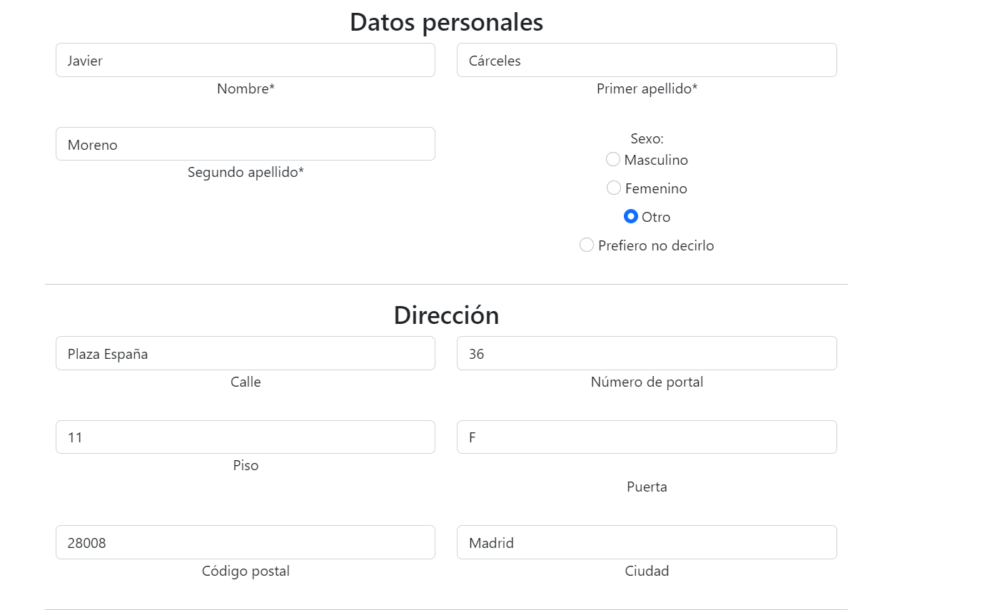 Datos personales
Javier
Cárceles
Nombre*
Primer apellido*
Moreno
Segundo apellido*
Sexo:
Masculino
Femenino
Otro
Prefiero no decirlo
Dirección
Plaza España
36
Calle
Número de portal
11
F
Piso
Puerta
28008
Madrid
Código postal
Ciudad